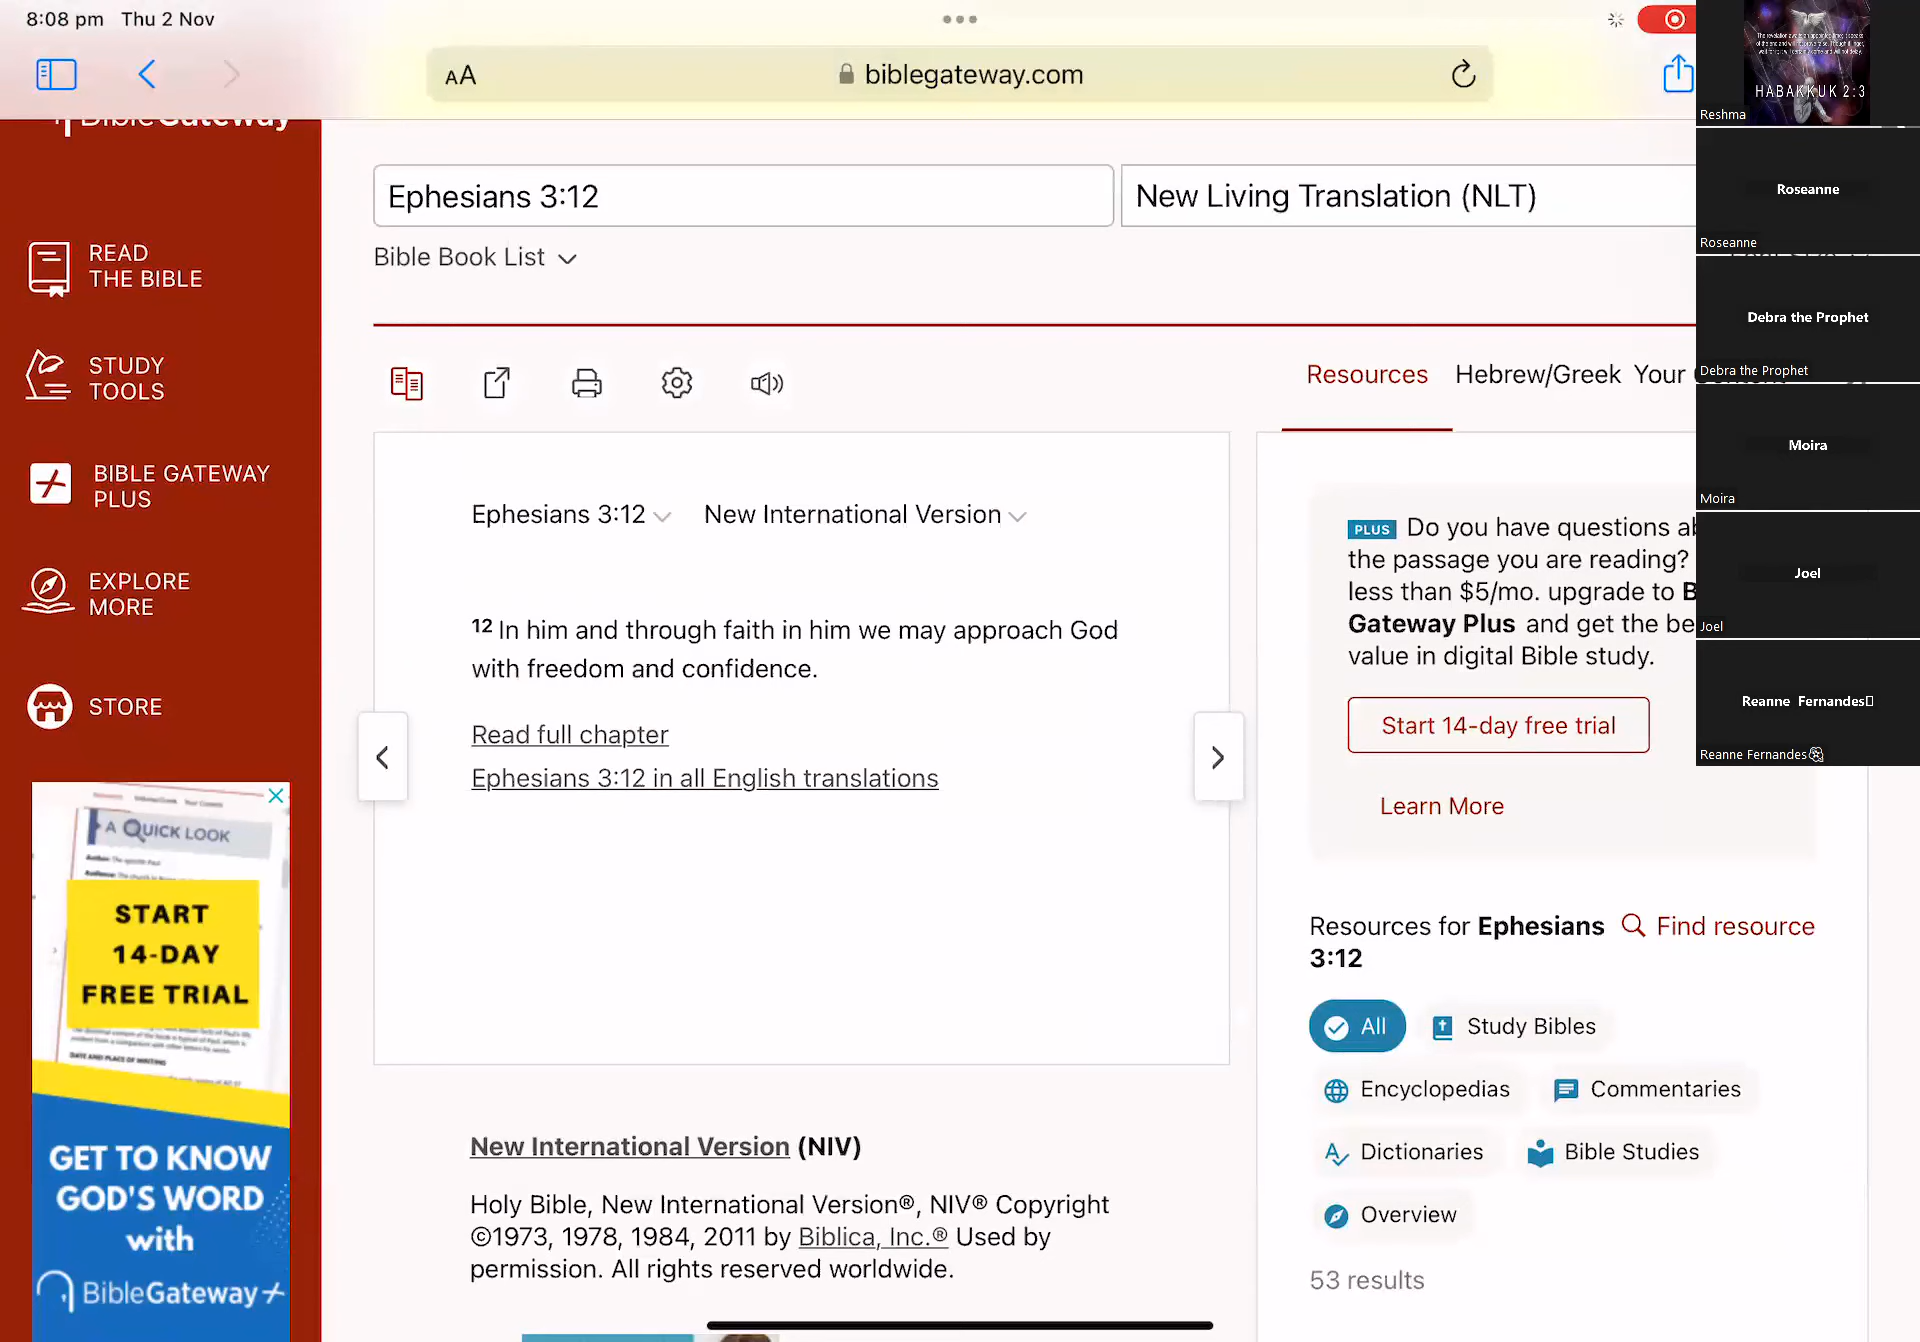 8:08 pm Thu 2 Nov
AA
biblegateway.com
BibleGateway
READ
THE BIBLE
STUDY
TOOLS
BIBLE GATEWAY
PLUS
EXPLORE
MORE
STORE
A QUICK LOOK
START
14-DAY
FREE TRIAL
DATE AND PLACE OF WRITING
GET TO KNOW
GOD'S WORD
with
BibleGateway
Ephesians 3:12
New Living Translation (NLT)
Bible Book List
Resources
Hebrew/Greek
Your
Ephesians 3:12
New International Version
12 In him and through faith in him we may approach God
with freedom and confidence.
Read full chapter
Ephesians 3:12 in all English translations
New International Version (NIV)
Holy Bible, New International Version®, NIV® Copyright
©1973, 1978, 1984, 2011 by Biblica, Inc.® Used by
permission. All rights reserved worldwide.
PLUS Do you have questions
the passage you are reading?
less than $5/mo. upgrade to
Gateway Plus and get the
value in digital Bible study.
Start 14-day free trial
Learn More
Resources for Ephesians
3:12
Find resource
All
Study Bibles
Encyclopedias
Commentaries
Dictionaries
Bible Studies
Overview
53 results
HABAKKUK 2:3
Reshma
Roseanne
Roseanne
Debra the Prophet
Debra the Prophet
Moira
Moira
Joel
Joel
Reanne Fernandes
Reanne Fernandes